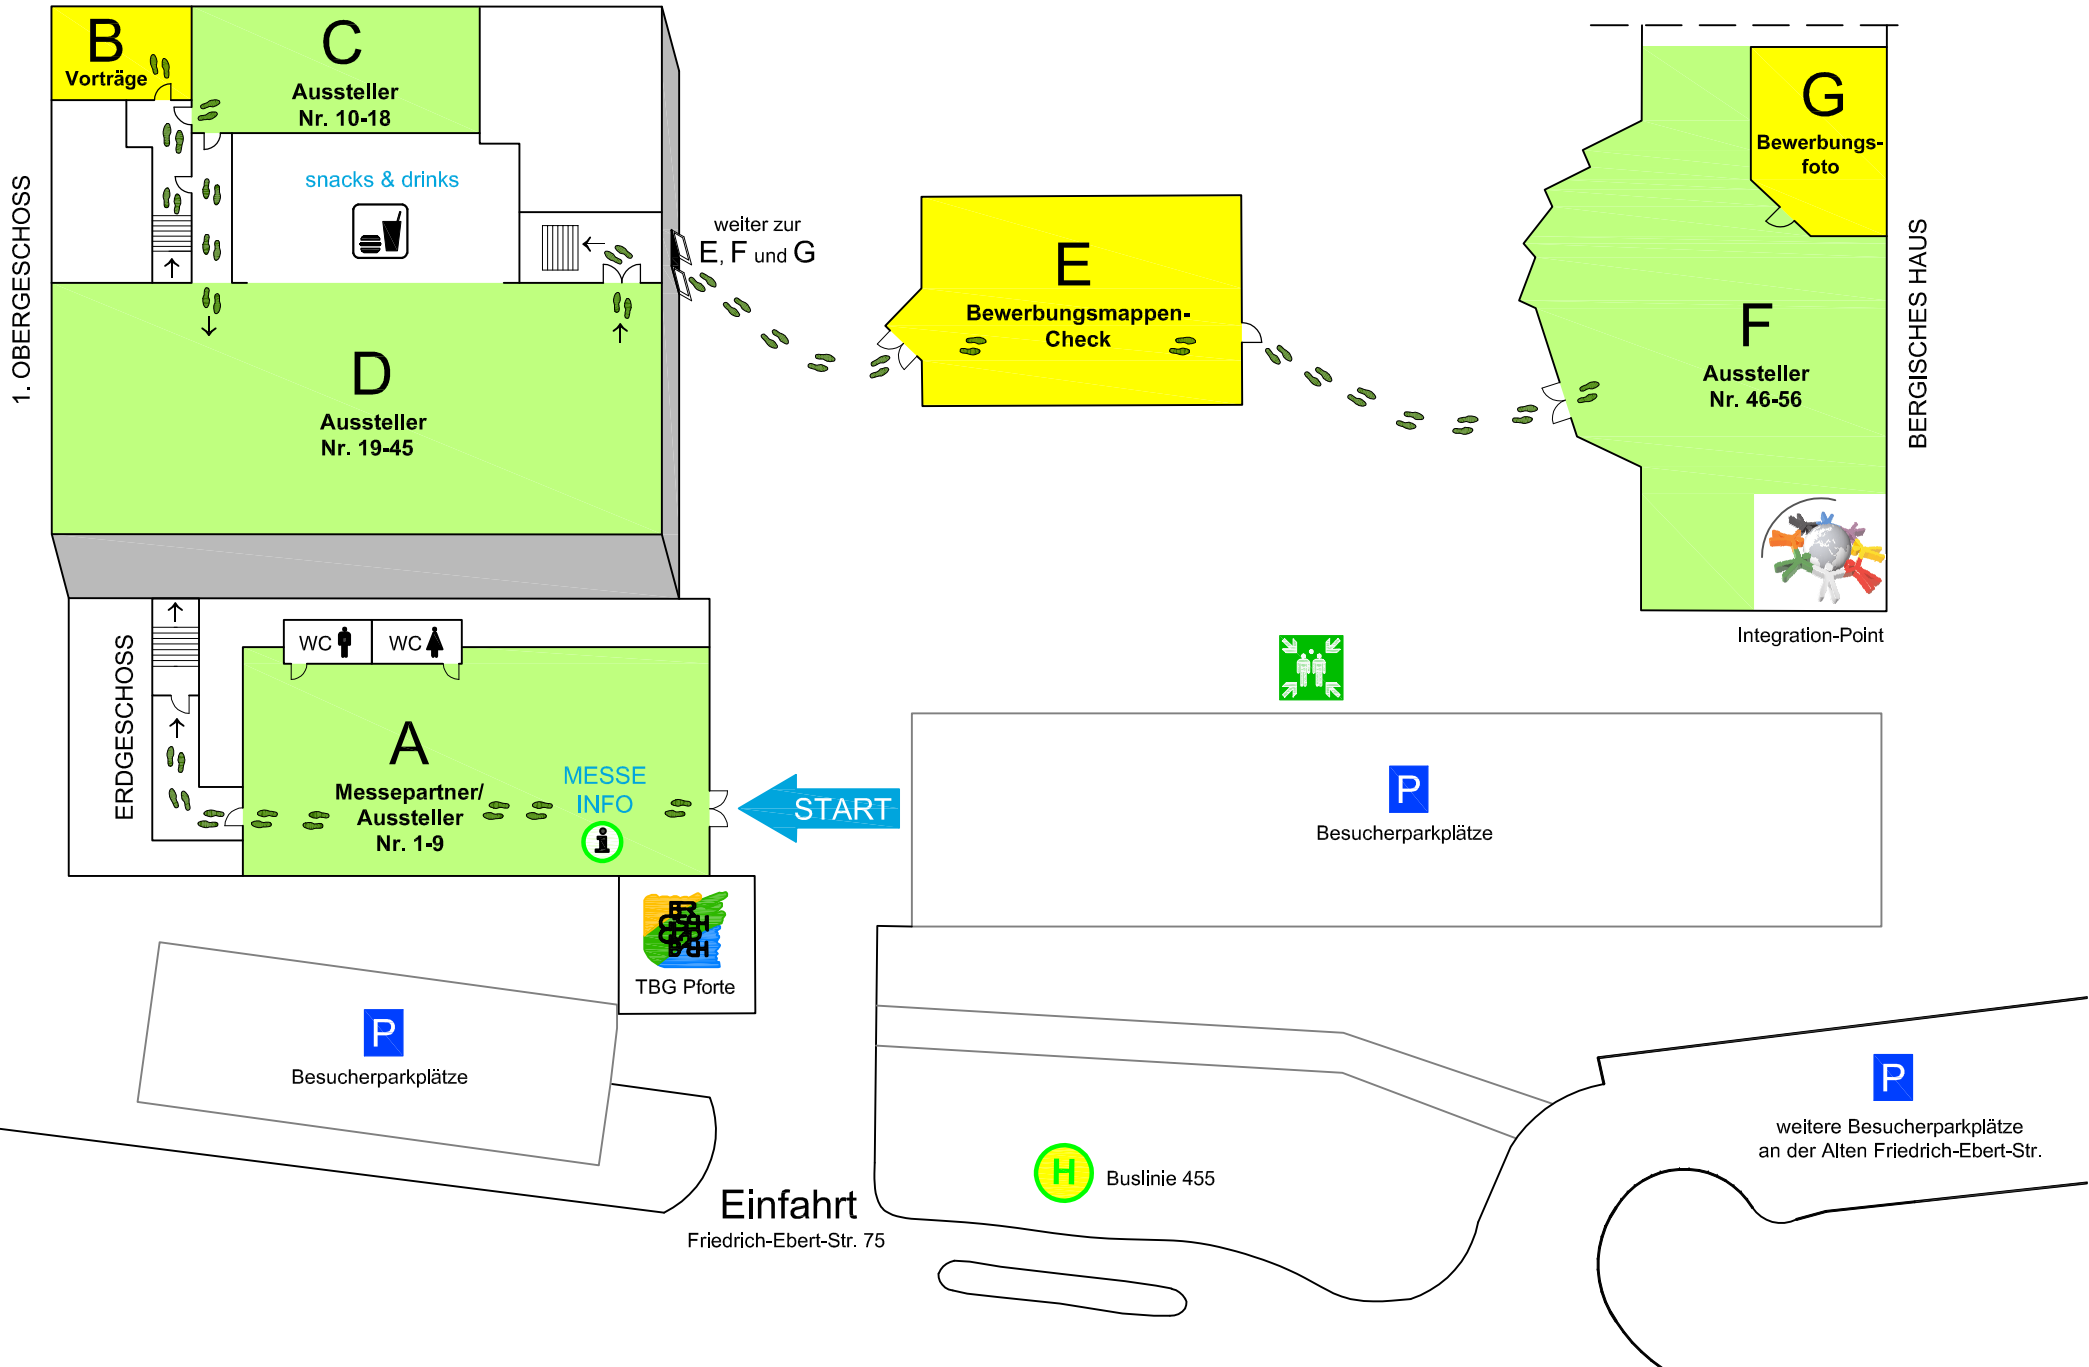 B
Vorträge
C
Aussteller
Nr. 10-18
snacks & drinks
1. OBERGESCHOSS
D
Aussteller
Nr. 19-45
weiter zur
E, F und G
E
Bewerbungsmappen-
Check
G
Bewerbungs-
foto
F
Aussteller
Nr. 46-56
BERGISCHES HAUS
Integration-Point
ERDGESCHOSS
WC
WC
A
Messepartner/
Aussteller
Nr. 1-9
MESSE
INFO
i
START
P
Besucherparkplätze
TBG Pforte
P
Besucherparkplätze
P
weitere Besucherparkplätze
an der Alten Friedrich-Ebert-Str.
H
Buslinie 455
Einfahrt
Friedrich-Ebert-Str. 75